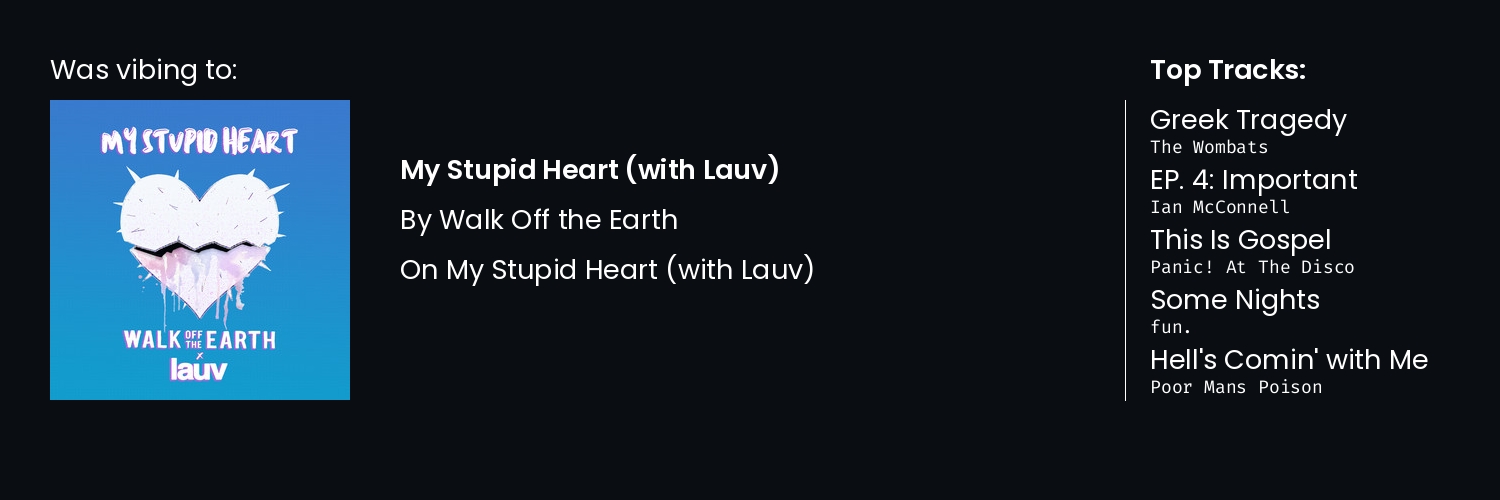 Was vibing to:
MY STUPID HEART
WALK OFF THE EARTH
x
lauv
My Stupid Heart (with Lauv)
By Walk Off the Earth
On My Stupid Heart (with Lauv)
Top Tracks:
Greek Tragedy
The Wombats
EP. 4: Important
Ian McConnell
This Is Gospel
Panic! At The Disco
Some Nights
fun.
Hell's Comin' with Me
Poor Mans Poison